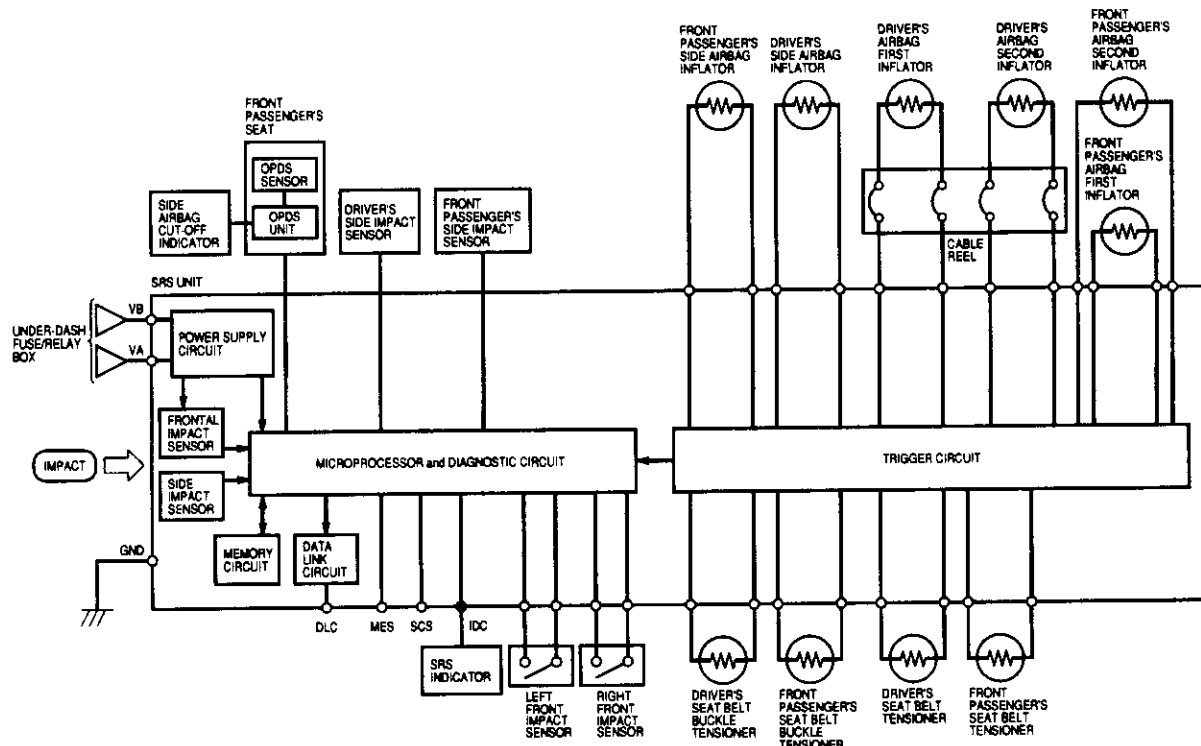 FRONT
PASSENGER'S
SIDE AIRBAG
INFLATOR
DRIVER'S
SIDE AIRBAG
INFLATOR
DRIVER'S
AIRBAG
FIRST
INFLATOR
DRIVER'S
AIRBAG
SECOND
INFLATOR
FRONT
PASSENGER'S
AIRBAG
SECOND
INFLATOR
FRONT
PASSENGER'S
AIRBAG
FIRST
INFLATOR
CABLE
REEL
FRONT
PASSENGER'S
SEAT
OPDS
SENSOR
OPDS
UNIT
SIDE
AIRBAG
CUT-OFF
INDICATOR
DRIVER'S
SIDE IMPACT
SENSOR
FRONT
PASSENGER'S
SIDE IMPACT
SENSOR
SRS UNIT
VB
VA
UNDER-DASH
FUSE/RELAY
BOX
POWER SUPPLY
CIRCUIT
FRONTAL
IMPACT
SENSOR
IMPACT
SIDE
IMPACT
SENSOR
MICROPROCESSOR and DIAGNOSTIC CIRCUIT
TRIGGER CIRCUIT
GND
MEMORY
CIRCUIT
DATA
LINK
CIRCUIT
DLC
MES
SCS
IDC
SRS
INDICATOR
LEFT
FRONT
IMPACT
SENSOR
RIGHT
FRONT
IMPACT
SENSOR
DRIVER'S
SEAT BELT
BUCKLE
TENSIONER
FRONT
PASSENGER'S
SEAT BELT
BUCKLE
TENSIONER
DRIVER'S
SEAT BELT
TENSIONER
FRONT
PASSENGER'S
SEAT BELT
TENSIONER